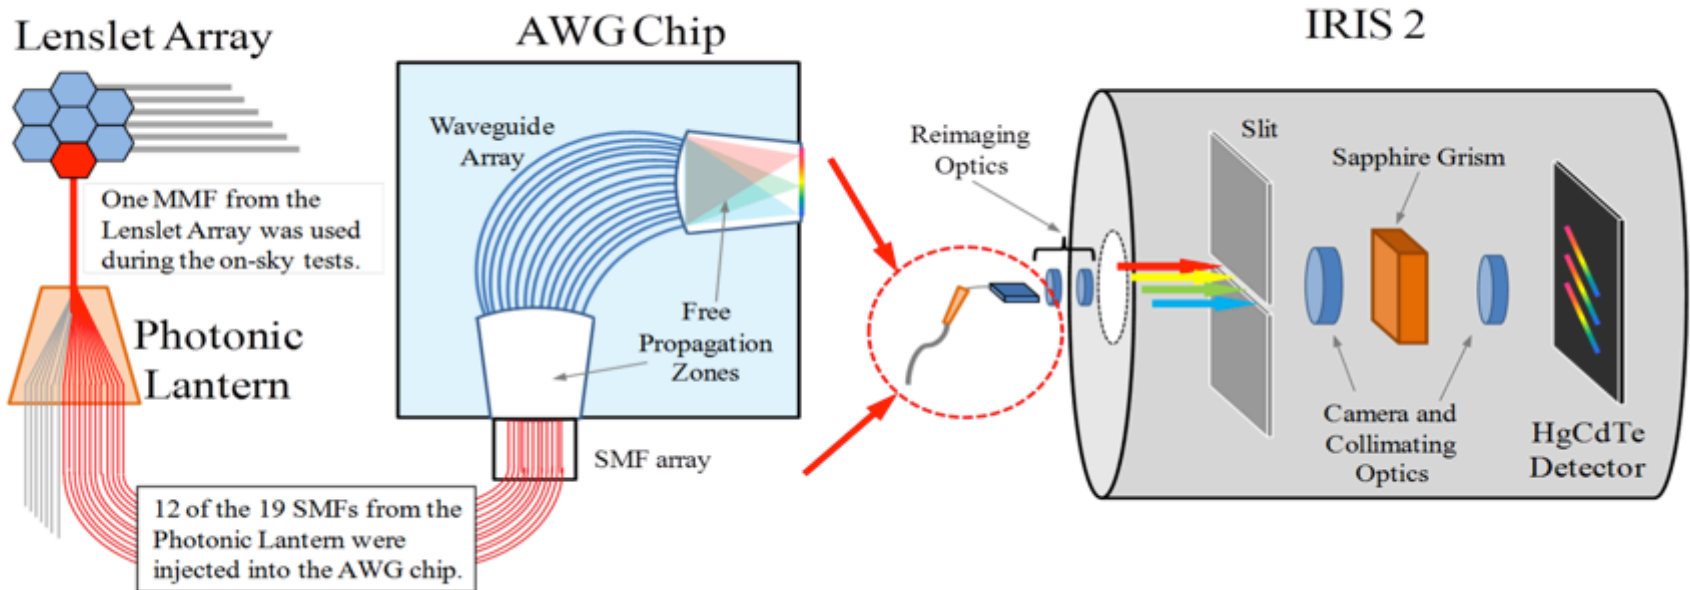 Lenslet Array
One MMF from the
Lenslet Array was used
during the on-sky tests.
Photonic
Lantern
12 of the 19 SMFs from the
Photonic Lantern were
injected into the AWG chip.
AWG Chip
Waveguide
Array
Free
Propagation
Zones
SMF array
IRIS 2
Reimaging
Optics
Slit
Sapphire Grism
Camera and
Collimating
Optics
HgCdTe
Detector